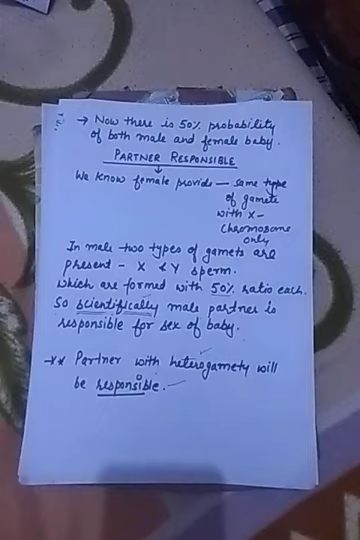 → Now there is 50% probability
of both male and female baby.
PARTNER RESPONSIBLE
We know female provide — same type
of gamete
with X-
Chromosome
only
In male two types of gamets are
present - X & Y sperm.
Which are formed with 50% ratio each.
So scientifically male partner is
responsible for sex of baby.
** Partner with heterogamety will
be responsible.